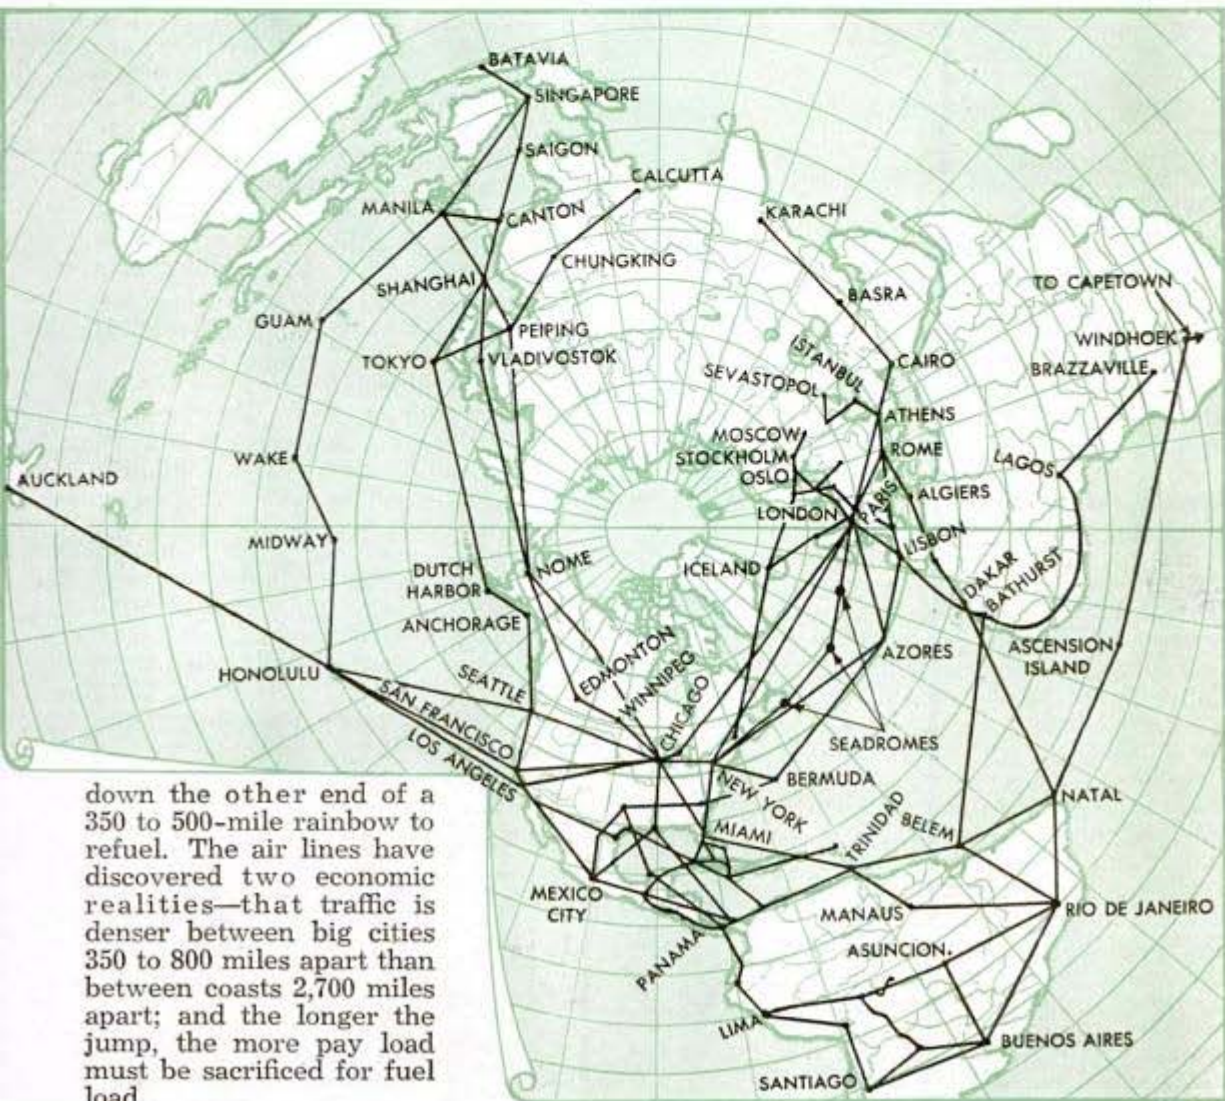 BATAVIA
SINGAPORE
SAIGON
CALCUTTA
MANILA
CANTON
KARACHI
CHUNGKING
SHANGHAI
TO CAPETOWN
BASRA
GUAM
PEIPING
WINDHOEK
TOKYO
VLADIVOSTOK
ISTANBUL
CAIRO
BRAZZAVILLE
SEVASTOPOL
ATHENS
MOSCOW
ROME
WAKE
STOCKHOLM
LAGOS
AUCKLAND
OSLO
ALGIERS
LONDON
PARIS
MIDWAY
LISBON
NOME
ICELAND
DUTCH
HARBOR
DAKAR
BATHURST
ANCHORAGE
EDMONTON
AZORES
ASCENSION
ISLAND
HONOLULU
SEATTLE
WINNIPEG
CHICAGO
SAN FRANCISCO
LOS ANGELES
SEADROMES
BERMUDA
NEW YORK
NATAL
MIAMI
TRINIDAD
BELEM
MEXICO
CITY
MANAUS
RIO DE JANEIRO
PANAMA
ASUNCION
LIMA
BUENOS AIRES
SANTIAGO
down the other end of a
350 to 500-mile rainbow to
refuel. The air lines have
discovered two economic
realities—that traffic is
denser between big cities
350 to 800 miles apart than
between coasts 2,700 miles
apart; and the longer the
jump, the more pay load
must be sacrificed for fuel
load.